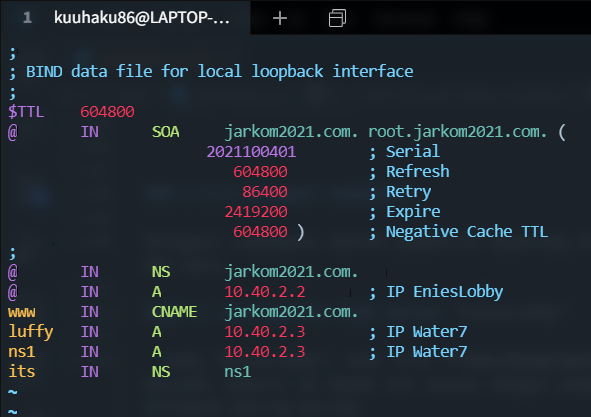 1 kuuhaku86@LAPTOP-...
;
; BIND data file for local loopback interface
;
$TTL 604800
@ IN SOA jarkom2021.com. root.jarkom2021.com. (
2021100401 ; Serial
604800 ; Refresh
86400 ; Retry
2419200 ; Expire
604800 ) ; Negative Cache TTL
;
@ IN NS jarkom2021.com.
@ IN A 10.40.2.2 ; IP EniesLobby
www IN CNAME jarkom2021.com.
luffy IN A 10.40.2.3 ; IP Water7
ns1 IN A 10.40.2.3 ; IP Water7
its IN NS ns1
~
~